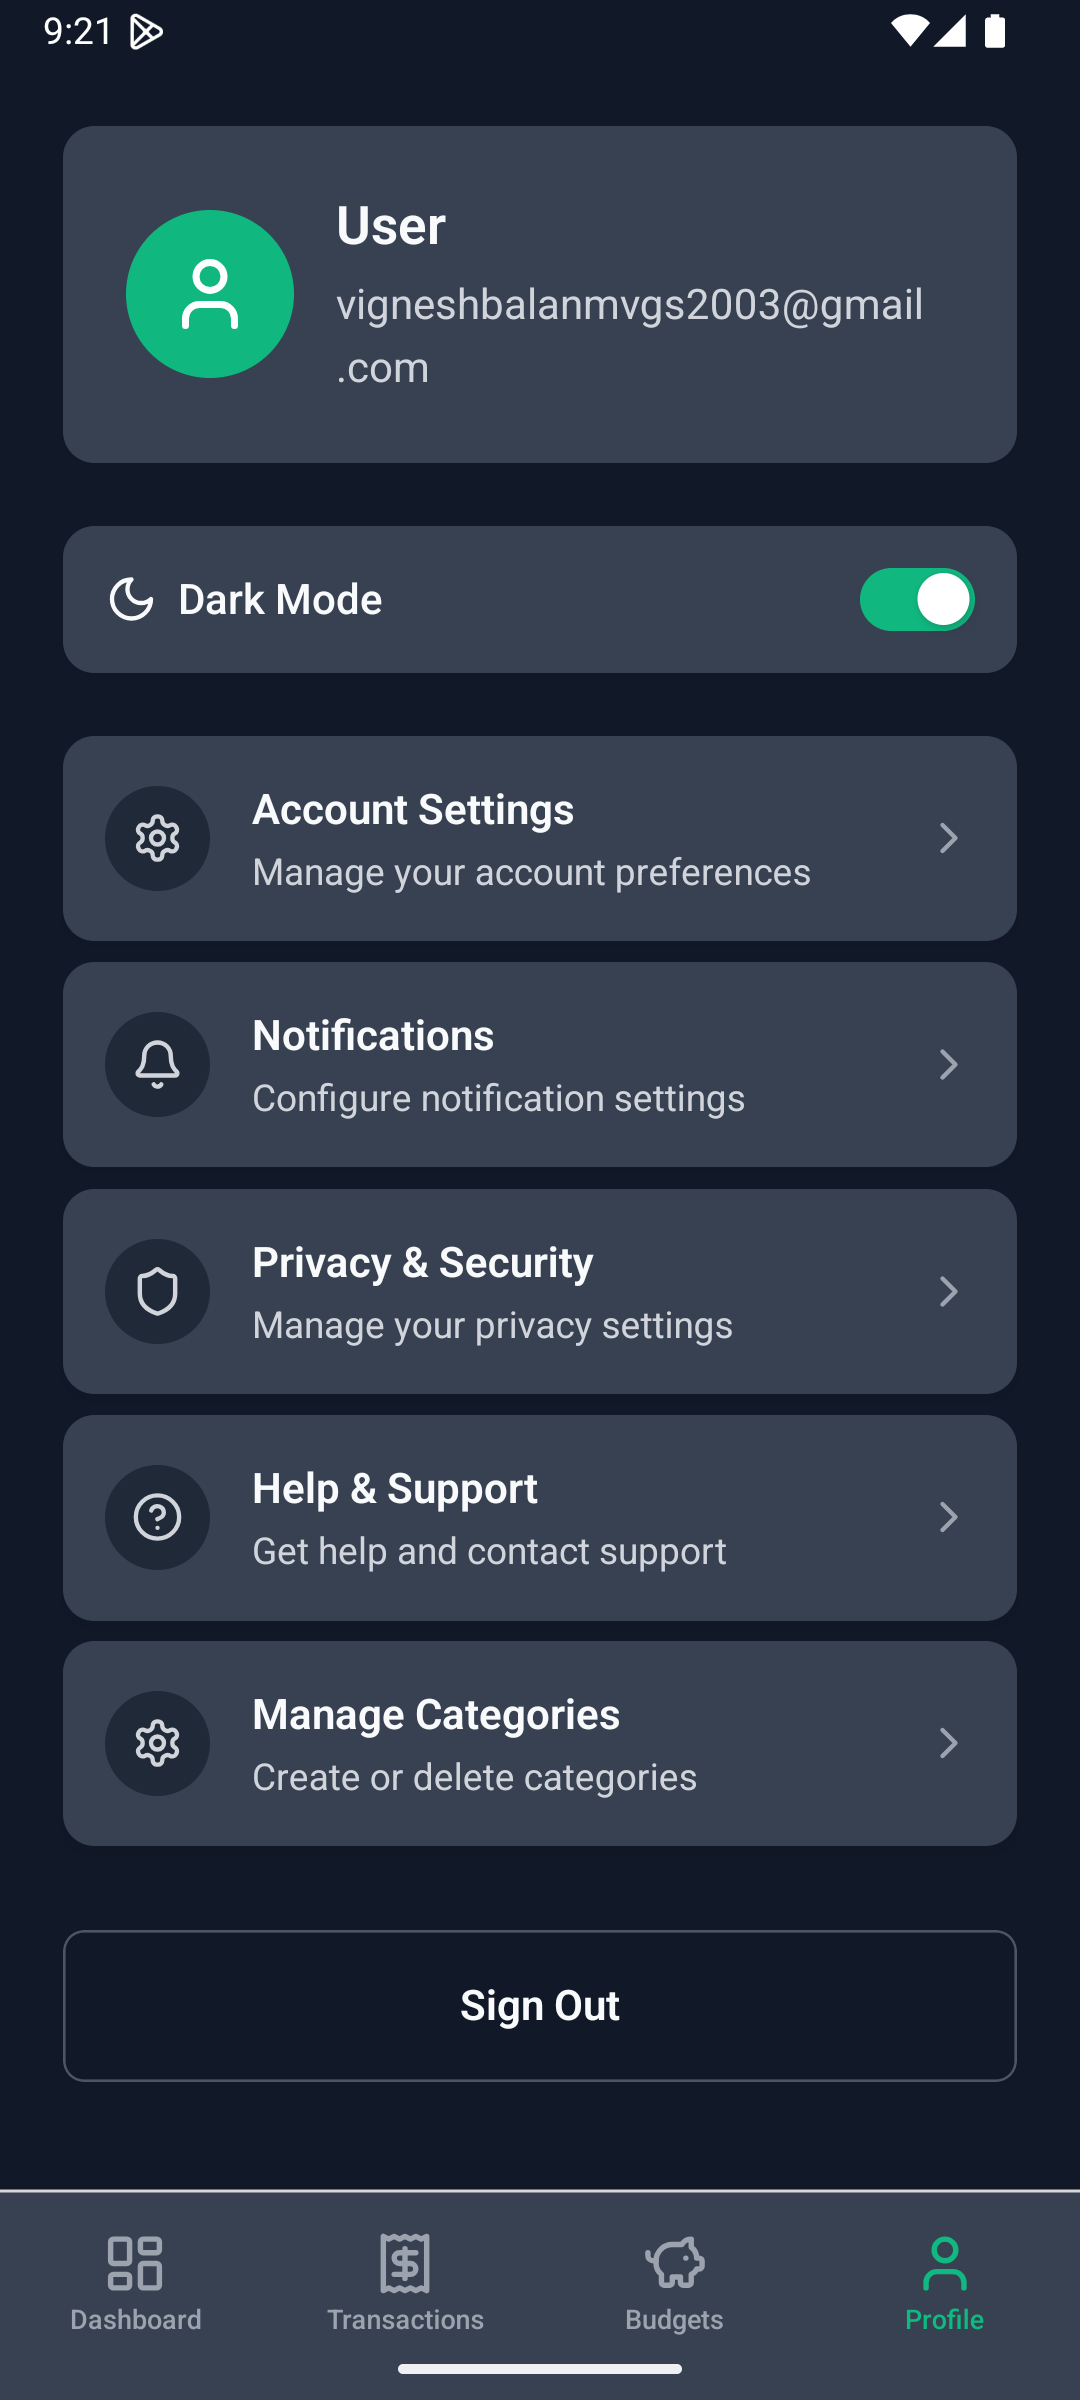 9:21
User
vigneshbalanmvgs2003@gmail
.com
Dark Mode
Account Settings
Manage your account preferences
Notifications
Configure notification settings
Privacy & Security
Manage your privacy settings
Help & Support
Get help and contact support
Manage Categories
Create or delete categories
Sign Out
Dashboard
Transactions
Budgets
Profile